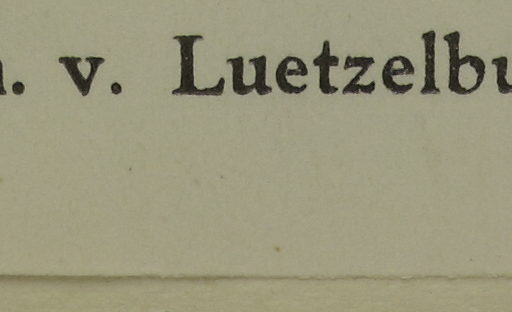 . v. Luetzelbu